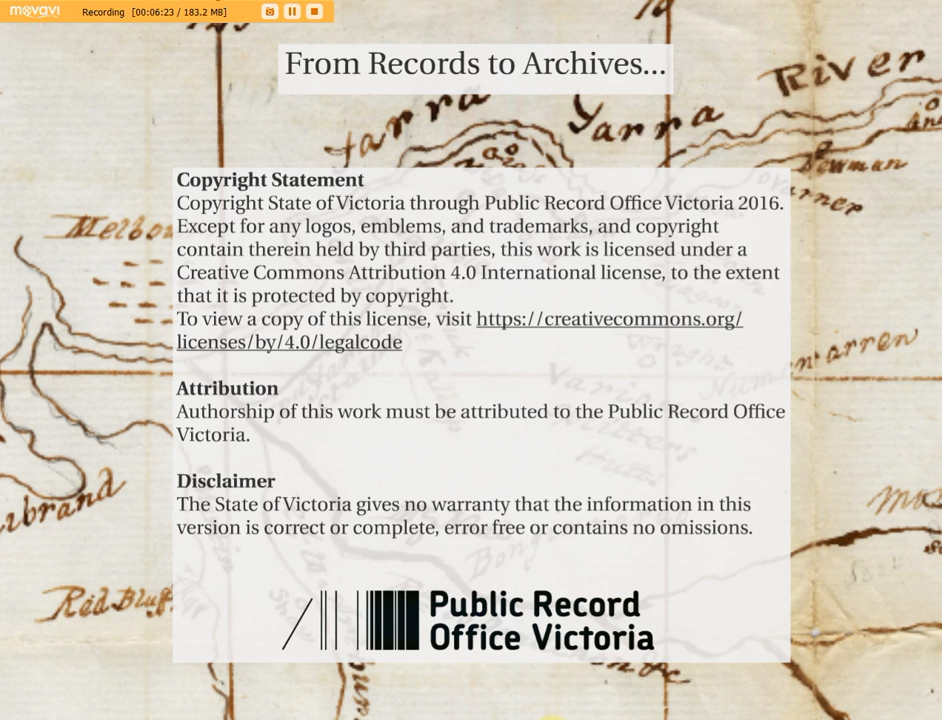 movavi Recording [00:06:23 / 183.2 MB]
From Records to Archives...
Yarra River
Yarra
Bowman
Warner
Melbou
Copyright Statement
Copyright State of Victoria through Public Record Office Victoria 2016.
Except for any logos, emblems, and trademarks, and copyright
contain therein held by third parties, this work is licensed under a
Creative Commons Attribution 4.0 International license, to the extent
that it is protected by copyright.
To view a copy of this license, visit https://creativecommons.org/
licenses/by/4.0/legalcode
Attribution
Authorship of this work must be attributed to the Public Record Office
Victoria.
Disclaimer
The State of Victoria gives no warranty that the information in this
version is correct or complete, error free or contains no omissions.
Red Bluff
Public Record
Office Victoria